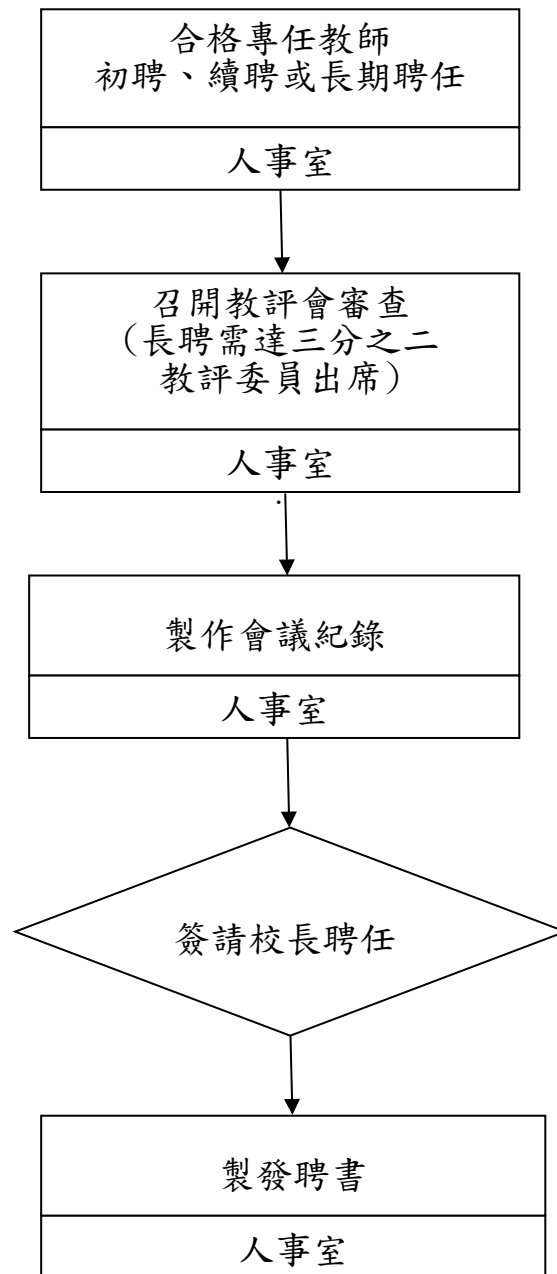 合格專任教師
初聘、續聘或長期聘任
人事室
召開教評會審查
（長聘需達三分之二
教評委員出席）
人事室
.
製作會議紀錄
人事室
簽請校長聘任
製發聘書
人事室